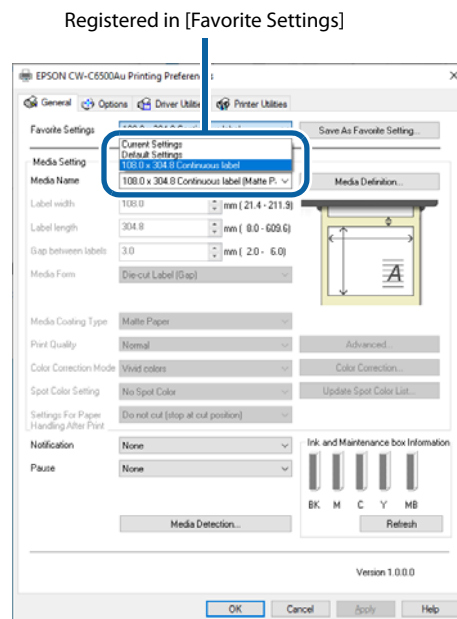 Registered in [Favorite Settings]
EPSON CW-C6500Au Printing Preferences
General Options Driver Utilities Printer Utilities
Favorite Settings Save As Favorite Setting...
Current Settings
Default Settings
108.0 x 304.8 Continuous label
Media Setting
Media Name 108.0 x 304.8 Continuous label (Matte P Media Definition...
Label width 108.0 mm ( 21.4 - 211.9)
Label length 304.8 mm ( 8.0 - 609.6)
Gap between labels 3.0 mm ( 2.0 - 6.0)
Media Form Die-cut Label (Gap)
A
Media Coating Type Matte Paper
Print Quality Normal Advanced...
Color Correction Mode Vivid colors Color Correction...
Spot Color Setting No Spot Color Update Spot Color List...
Settings For Paper Do not cut (stop at cut position)
Handling After Print
Notification None Ink and Maintenance box Information
Pause None
BK M C Y MB
Media Detection... Refresh
Version 1.0.0.0
OK Cancel Apply Help